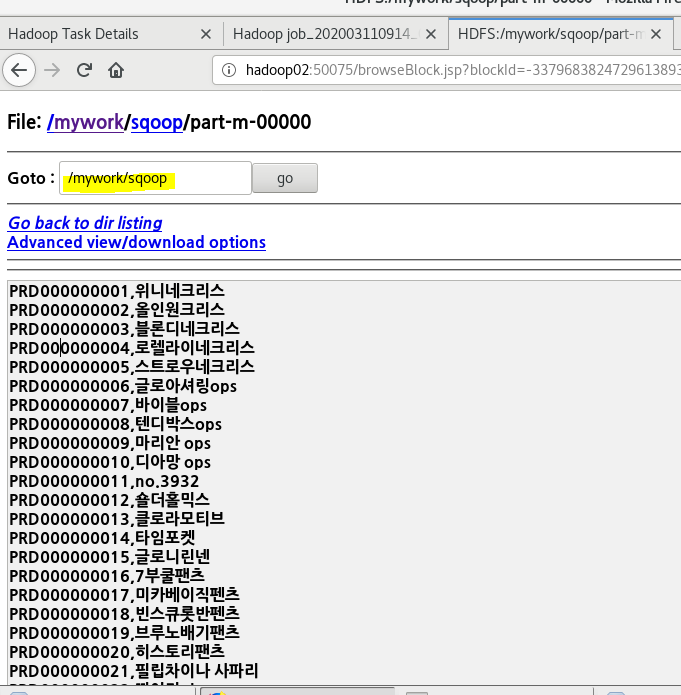 HDFS:/mywork/sqoop/part-m-00000 - Mozilla Fire
Hadoop Task Details
Hadoop job_202003110914_
HDFS:/mywork/sqoop/part-m
hadoop02:50075/browseBlock.jsp?blockId=-3379683824729613893
File: /mywork/sqoop/part-m-00000
Goto : /mywork/sqoop go
Go back to dir listing
Advanced view/download options
PRD000000001,위니네크리스
PRD000000002,올인원크리스
PRD000000003,블론디네크리스
PRD000000004,로렐라이네크리스
PRD000000005,스트로우네크리스
PRD000000006,글로아셔링ops
PRD000000007,바이블ops
PRD000000008,텐디박스ops
PRD000000009,마리안 ops
PRD000000010,디아망 ops
PRD000000011,no.3932
PRD000000012,숄더홀믹스
PRD000000013,클로라모티브
PRD000000014,타임포켓
PRD000000015,글로니린넨
PRD000000016,7부쿨팬츠
PRD000000017,미카베이직펜츠
PRD000000018,빈스큐롯반펜츠
PRD000000019,브루노배기팬츠
PRD000000020,히스토리팬츠
PRD000000021,필립차이나 사파리